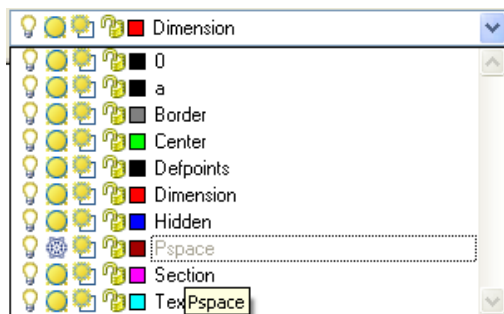 Dimension
0
a
Border
Center
Defpoints
Dimension
Hidden
Pspace
Section
Tex
Pspace